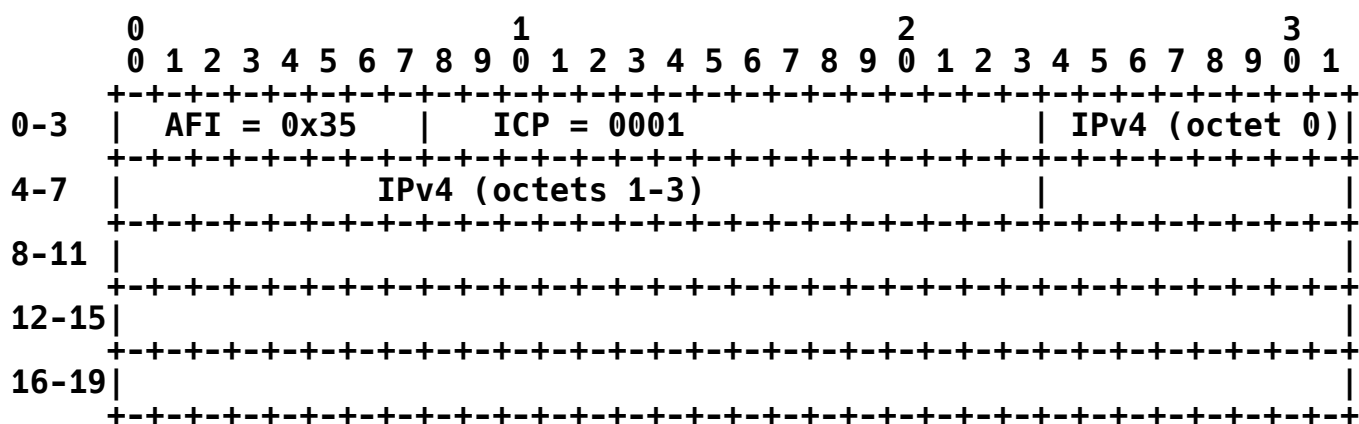 0 1 2 3
0 1 2 3 4 5 6 7 8 9 0 1 2 3 4 5 6 7 8 9 0 1 2 3 4 5 6 7 8 9 0 1
+-+-+-+-+-+-+-+-+-+-+-+-+-+-+-+-+-+-+-+-+-+-+-+-+-+-+-+-+-+-+-+-+
0-3 | AFI = 0x35 | ICP = 0001 | IPv4 (octet 0)|
+-+-+-+-+-+-+-+-+-+-+-+-+-+-+-+-+-+-+-+-+-+-+-+-+-+-+-+-+-+-+-+-+
4-7 | IPv4 (octets 1-3) | |
+-+-+-+-+-+-+-+-+-+-+-+-+-+-+-+-+-+-+-+-+-+-+-+-+-+-+-+-+-+-+-+-+
8-11 | |
+-+-+-+-+-+-+-+-+-+-+-+-+-+-+-+-+-+-+-+-+-+-+-+-+-+-+-+-+-+-+-+-+
12-15| |
+-+-+-+-+-+-+-+-+-+-+-+-+-+-+-+-+-+-+-+-+-+-+-+-+-+-+-+-+-+-+-+-+
16-19| |
+-+-+-+-+-+-+-+-+-+-+-+-+-+-+-+-+-+-+-+-+-+-+-+-+-+-+-+-+-+-+-+-+